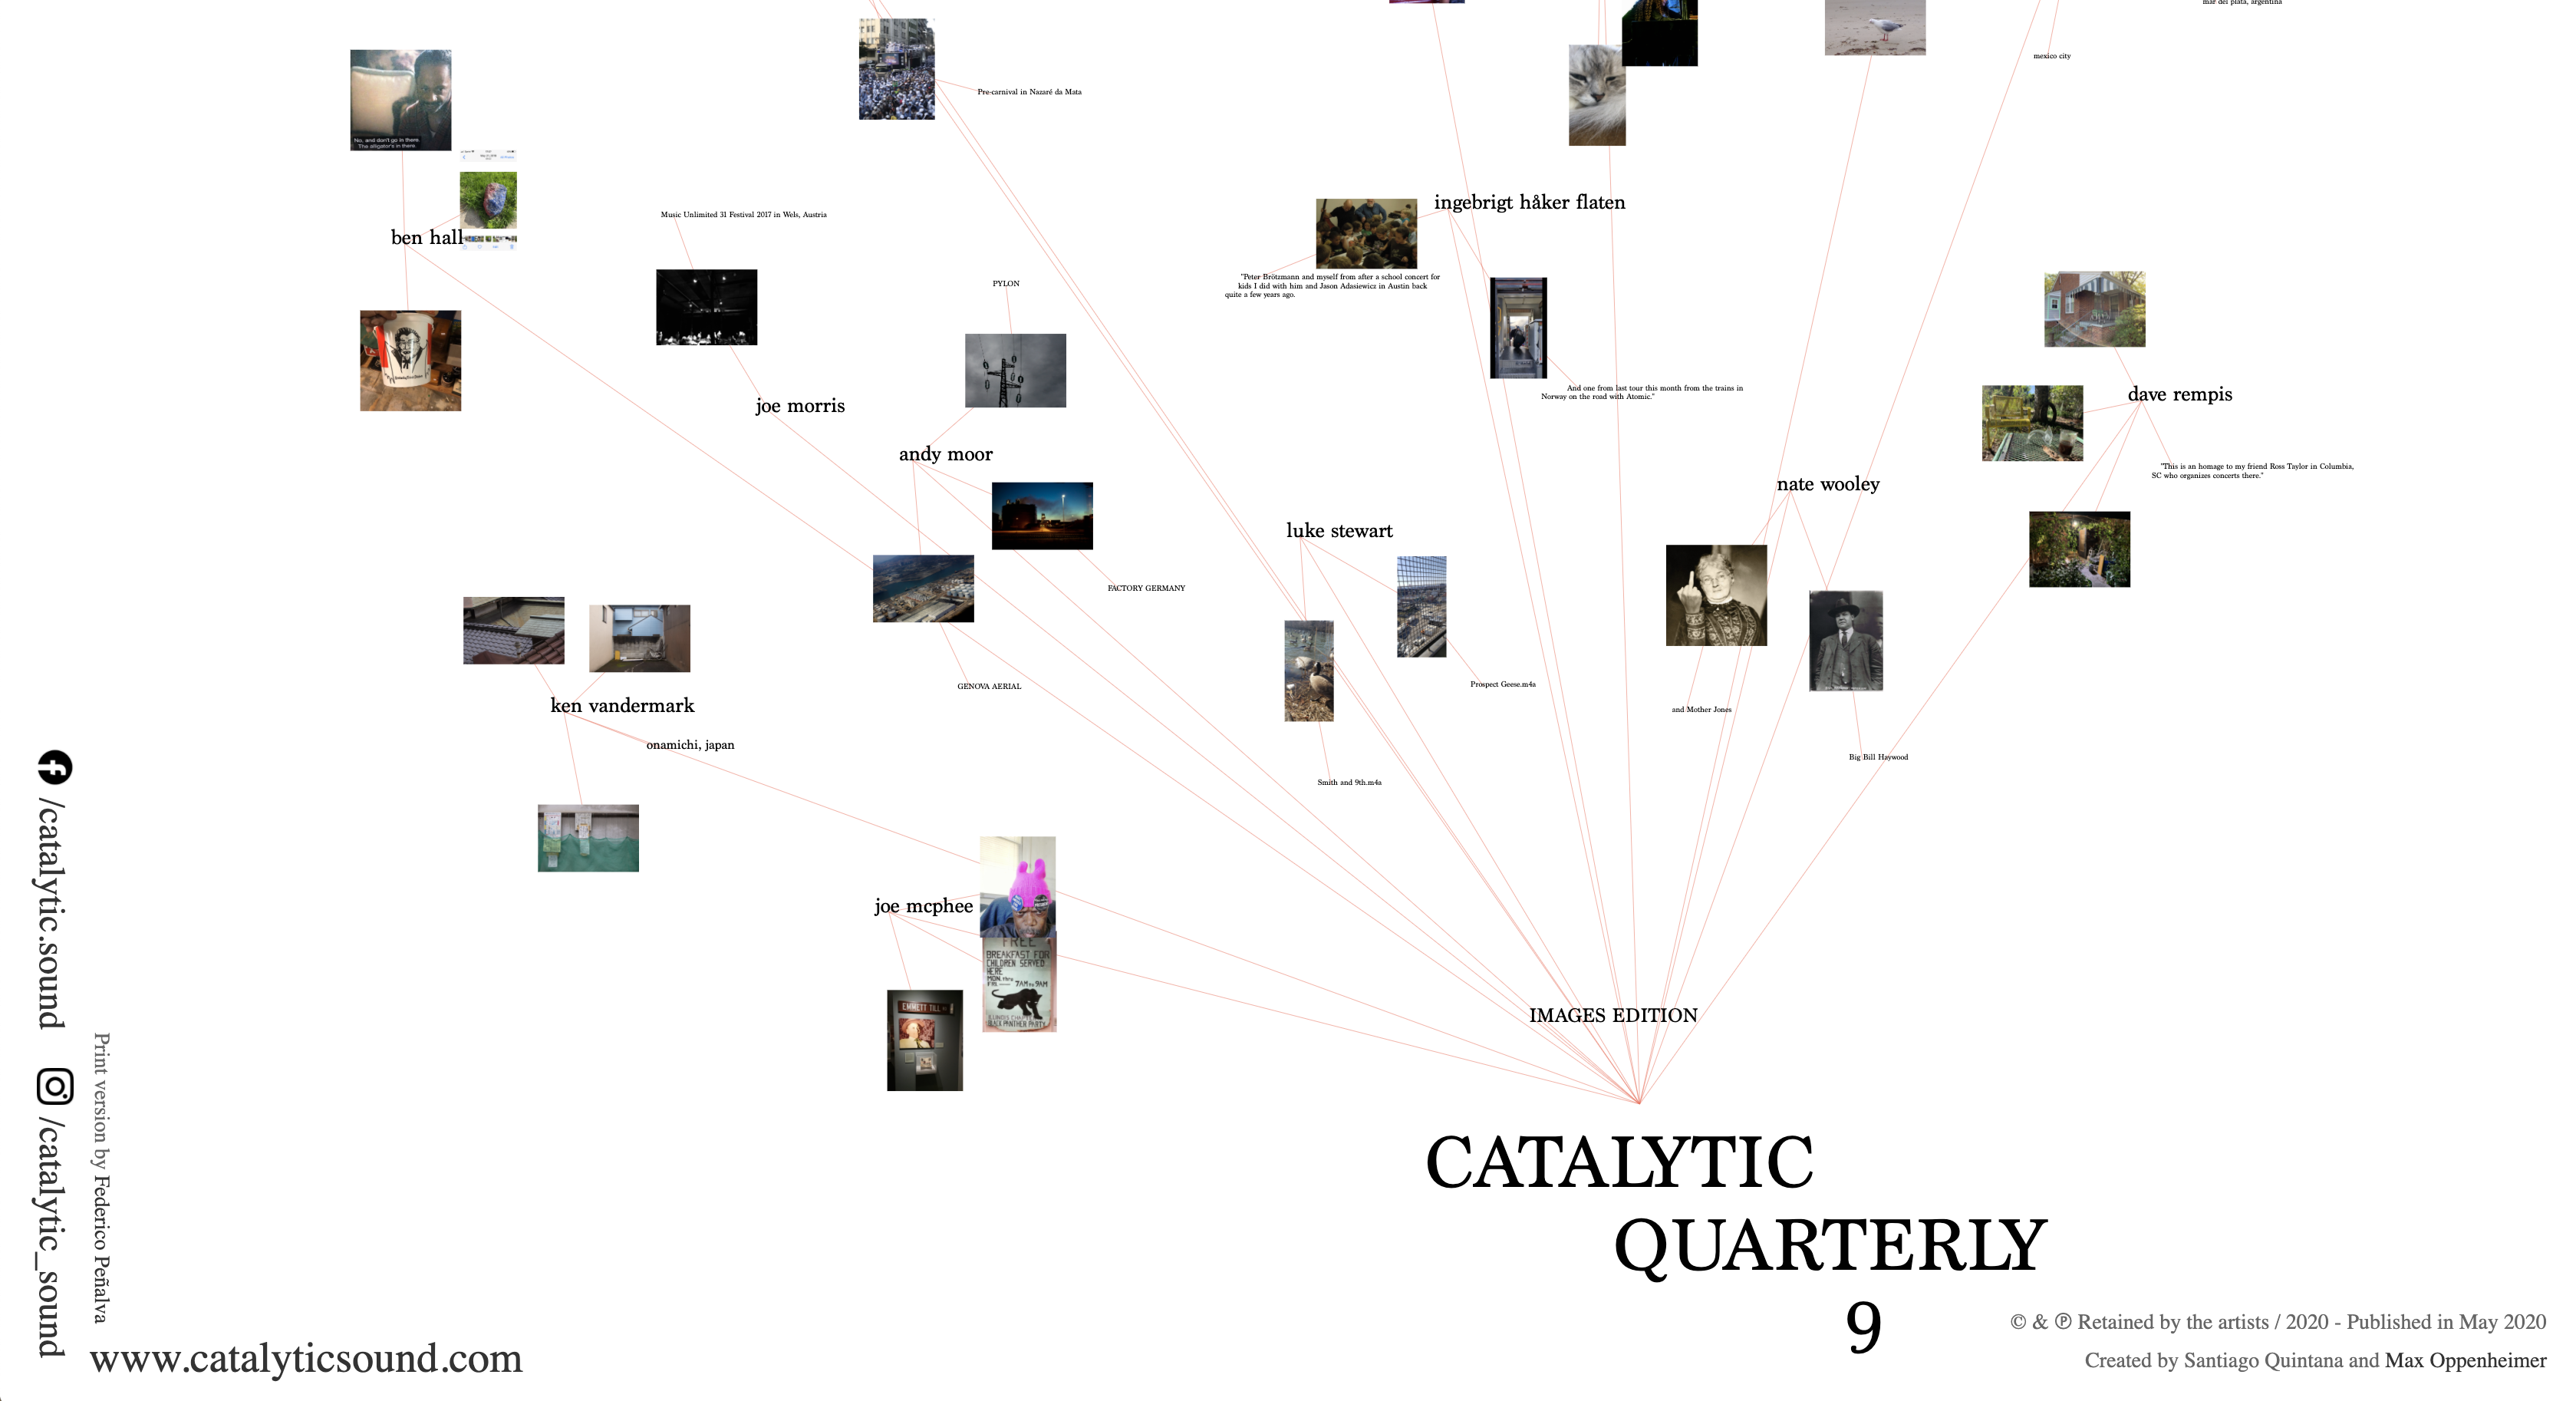 mar del plata, argentina
mexico city
Pre-carnival in Nazaré da Mata
No, and don't go in there
The alligator's in there
ben hall
Music Unlimited 31 Festival 2017 in Wels, Austria
ingebrigt håker flaten
"Peter Brötzmann and myself from after a school concert for
kids I did with him and Jason Adasiewicz in Austin back
quite a few years ago.
PYLON
And one from last tour this month from the trains in
Norway on the road with Atomic."
joe morris
dave rempis
andy moor
"This is an homage to my friend Ross Taylor in Columbia,
SC who organizes concerts there."
nate wooley
luke stewart
FACTORY GERMANY
GENOVA AERIAL
Prospect Geese.m4a
ken vandermark
and Mother Jones
onamichi, japan
Big Bill Haywood
Smith and 9th.m4a
joe mcphee
FREE
BREAKFAST FOR
CHILDREN SERVED
HERE
7AM to 9AM
ILLINOIS CHAPTER
BLACK PANTHER PARTY
EMMETT TILL
IMAGES EDITION
CATALYTIC
QUARTERLY
9
/catalytic.sound
/catalytic_sound
Print version by Federico Peñalva
www.catalyticsound.com
© & ℗ Retained by the artists / 2020 - Published in May 2020
Created by Santiago Quintana and Max Oppenheimer